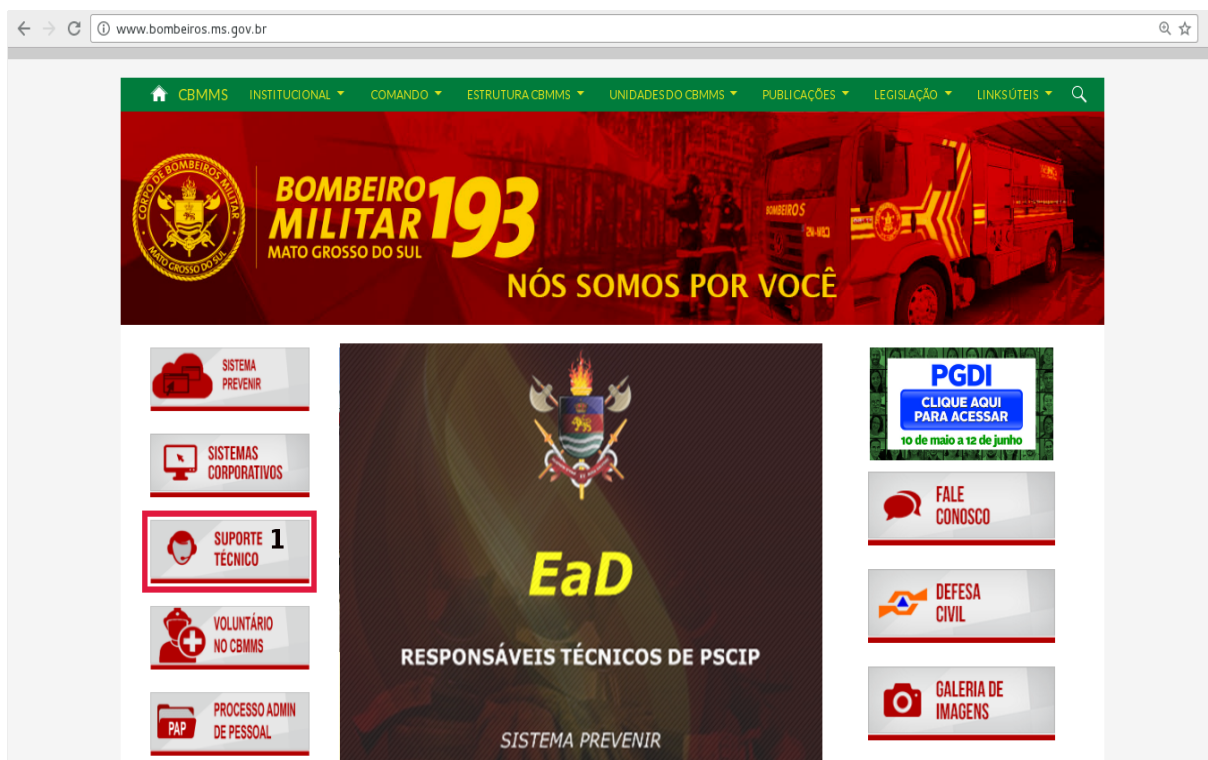 www.bombeiros.ms.gov.br
CBMMS INSTITUCIONAL COMANDO ESTRUTURA CBMMS UNIDADES DO CBMMS PUBLICAÇÕES LEGISLAÇÃO LINKS ÚTEIS
CORPO DE BOMBEIROS MILITAR
MATO GROSSO DO SUL
BOMBEIRO
MILITAR
193
MATO GROSSO DO SUL
NÓS SOMOS POR VOCÊ
BOMBEIROS
SISTEMA
PREVENIR
SISTEMAS
CORPORATIVOS
SUPORTE 1
TÉCNICO
VOLUNTÁRIO
NO CBMMS
PAP
PROCESSO ADMIN
DE PESSOAL
EaD
RESPONSÁVEIS TÉCNICOS DE PSCIP
SISTEMA PREVENIR
PGDI
CLIQUE AQUI
PARA ACESSAR
10 de maio a 12 de junho
FALE
CONOSCO
DEFESA
CIVIL
GALERIA DE
IMAGENS